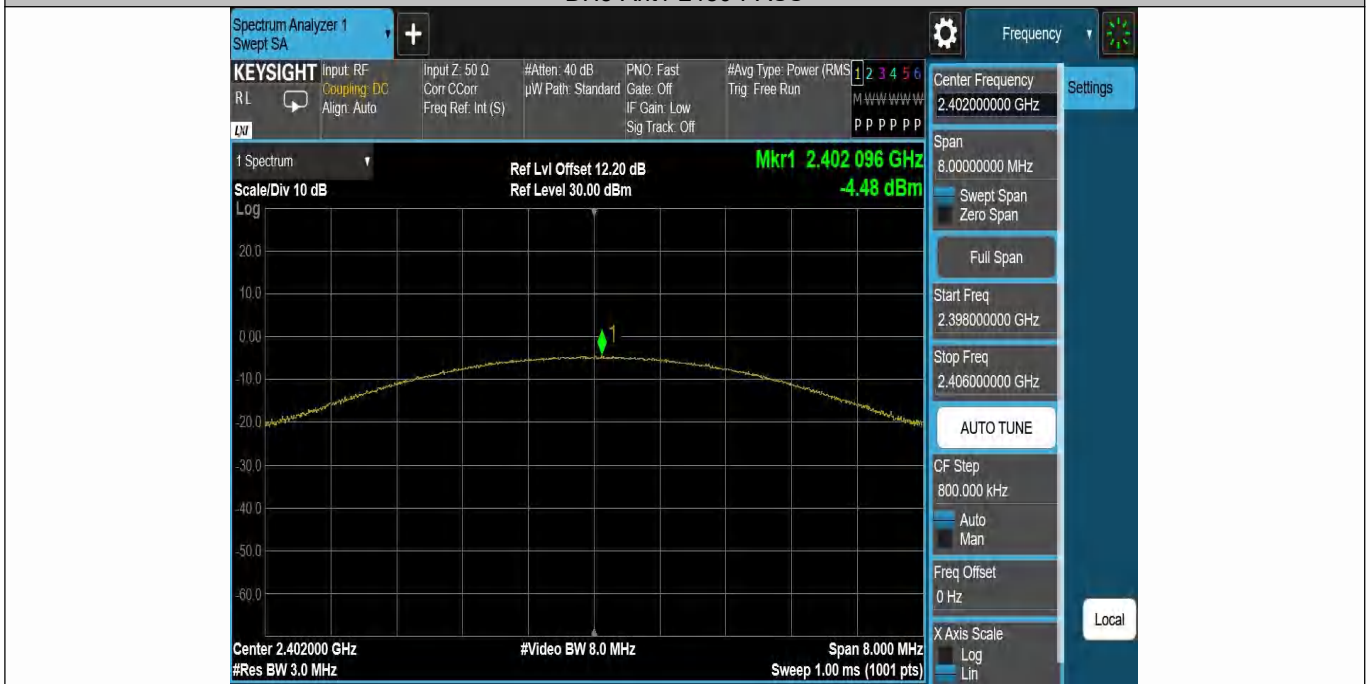 Spectrum Analyzer 1
Swept SA
+
Frequency
KEYSIGHT
RL
LXI
Input: RF
Coupling: DC
Align: Auto
Input Z: 50 Ω
Corr CCorr
Freq Ref: Int (S)
#Atten: 40 dB
µW Path: Standard
PNO: Fast
Gate: Off
IF Gain: Low
Sig Track: Off
#Avg Type: Power (RMS
Trig: Free Run
1 2 3 4 5 6
M W W W W W
P P P P P P
1 Spectrum
Scale/Div 10 dB
Log
Ref Lvl Offset 12.20 dB
Ref Level 30.00 dBm
Mkr1 2.402 096 GHz
-4.48 dBm
20.0
10.0
0.00
-10.0
-20.0
-30.0
-40.0
-50.0
-60.0
1
Center 2.402000 GHz
#Res BW 3.0 MHz
#Video BW 8.0 MHz
Span 8.000 MHz
Sweep 1.00 ms (1001 pts)
Center Frequency
2.402000000 GHz
Settings
Span
8.00000000 MHz
Swept Span
Zero Span
Full Span
Start Freq
2.398000000 GHz
Stop Freq
2.406000000 GHz
AUTO TUNE
CF Step
800.000 kHz
Auto
Man
Freq Offset
0 Hz
X Axis Scale
Log
Lin
Local